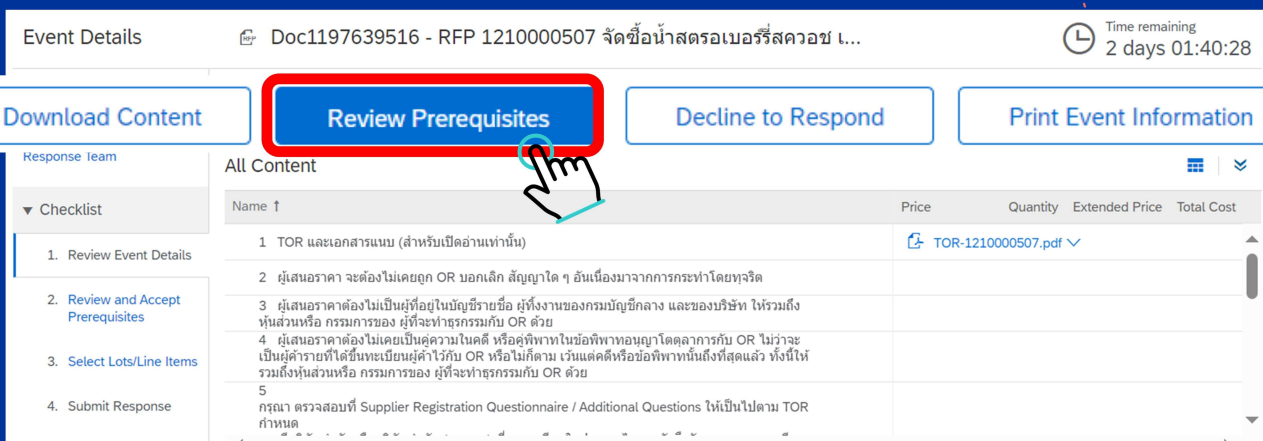 Event Details
Doc1197639516 - RFP 1210000507 จัดซื้อน้ำสตรอเบอร์รี่สควอช เ...
Time remaining
2 days 01:40:28
Download Content
Review Prerequisites
Decline to Respond
Print Event Information
Response Team
All Content
Checklist
Name ↑ Price Quantity Extended Price Total Cost
1. Review Event Details
2. Review and Accept
Prerequisites
3. Select Lots/Line Items
4. Submit Response
1 TOR และเอกสารแนบ (สำหรับเปิดอ่านเท่านั้น) TOR-1210000507.pdf
2 ผู้เสนอราคา จะต้องไม่เคยถูก OR บอกเลิก สัญญาใด ๆ อันเนื่องมาจากการกระทำโดยทุจริต
3 ผู้เสนอราคาต้องไม่เป็นผู้ที่อยู่ในบัญชีรายชื่อ ผู้ทิ้งงานของกรมบัญชีกลาง และของบริษัท ให้รวมถึง
หุ้นส่วนหรือ กรรมการของ ผู้ที่จะทำธุรกรรมกับ OR ด้วย
4 ผู้เสนอราคาต้องไม่เคยเป็นคู่ความในคดี หรือคู่พิพาทในข้อพิพาทอนุญาโตตุลาการกับ OR ไม่ว่าจะ
เป็นผู้ค้ารายที่ได้ขึ้นทะเบียนผู้ค้าไว้กับ OR หรือไม่ก็ตาม เว้นแต่คดีหรือข้อพิพาทนั้นถึงที่สุดแล้ว ทั้งนี้ให้
รวมถึงหุ้นส่วนหรือ กรรมการของ ผู้ที่จะทำธุรกรรมกับ OR ด้วย
5
กรุณา ตรวจสอบที่ Supplier Registration Questionnaire / Additional Questions ให้เป็นไปตาม TOR
กำหนด